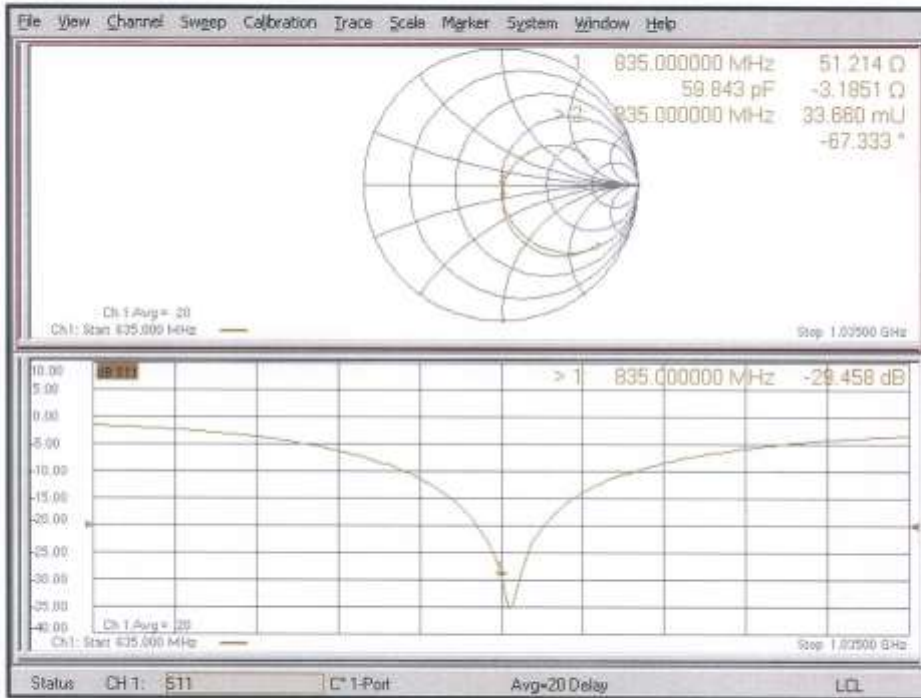 File View Channel Sweep Calibration Trace Scale Marker System Window Help
1 835.000000 MHz 51.214 Ω
59.843 pF -3.1851 Ω
> 2 835.000000 MHz 33.660 mU
-67.333 °
Ch 1 Avg = 20
Ch1: Start 635.000 MHz
Stop 1.03500 GHz
10.00
5.00
0.00
-5.00
-10.00
-15.00
-20.00
-25.00
-30.00
-35.00
-40.00
dB S11
> 1 835.000000 MHz -29.458 dB
Ch 1 Avg = 20
Ch1: Start 635.000 MHz
Stop 1.03500 GHz
Status CH 1: S11 C* 1-Port Avg=20 Delay LCL